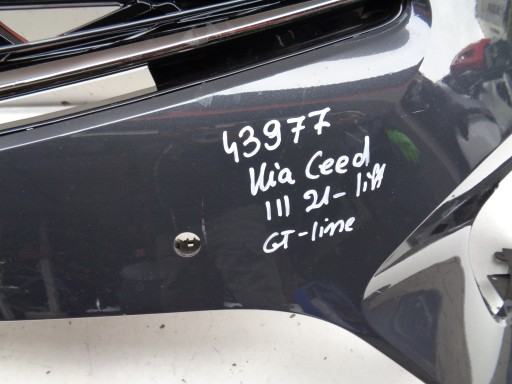 43977
Kia Ceed
III 21-lift
GT-line